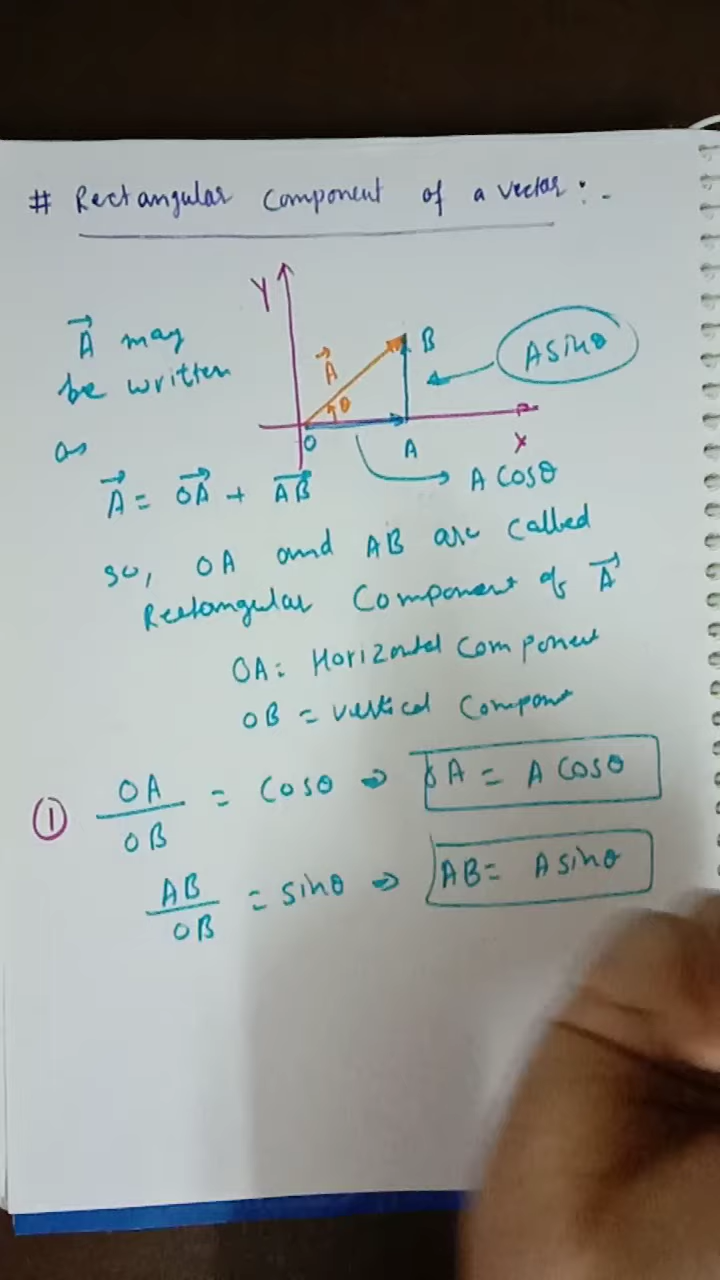 # Rectangular Component of a vector :-
Y
A⃗ may
be written
as
A⃗
θ
B
A sinθ
O
A
X
A Cosθ
A⃗ = OA⃗ + AB⃗
so, OA and AB are called
Rectangular Component of A⃗
OA = Horizontal component
OB = vertical Component
① OA/OB = Cosθ ⇒ OA = A Cosθ
AB/OB = sinθ ⇒ AB = A sinθ